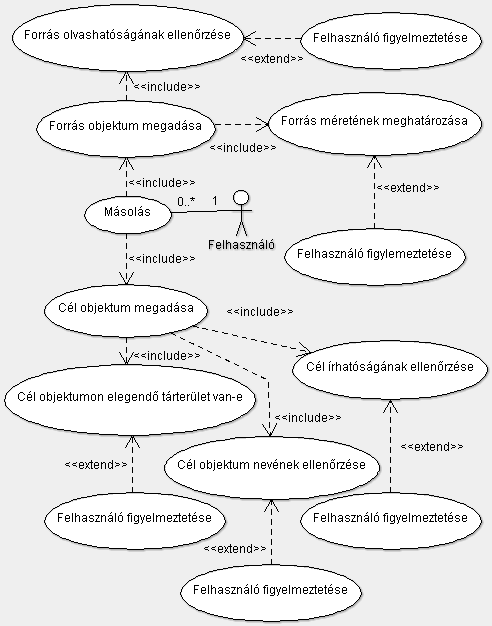 Forrás olvashatóságának ellenőrzése
Felhasználó figyelmeztetése
<<extend>>
<<include>>
Forrás objektum megadása
Forrás méretének meghatározása
<<include>>
<<include>>
<<extend>>
Másolás
0..*
1
Felhasználó
Felhasználó figylemeztetése
<<include>>
Cél objektum megadása
<<include>>
<<include>>
Cél írhatóságának ellenőrzése
Cél objektumon elegendő tárterület van-e
<<include>>
<<extend>>
<<extend>>
Cél objektum nevének ellenőrzése
Felhasználó figyelmeztetése
Felhasználó figyelmeztetése
<<extend>>
Felhasználó figyelmeztetése